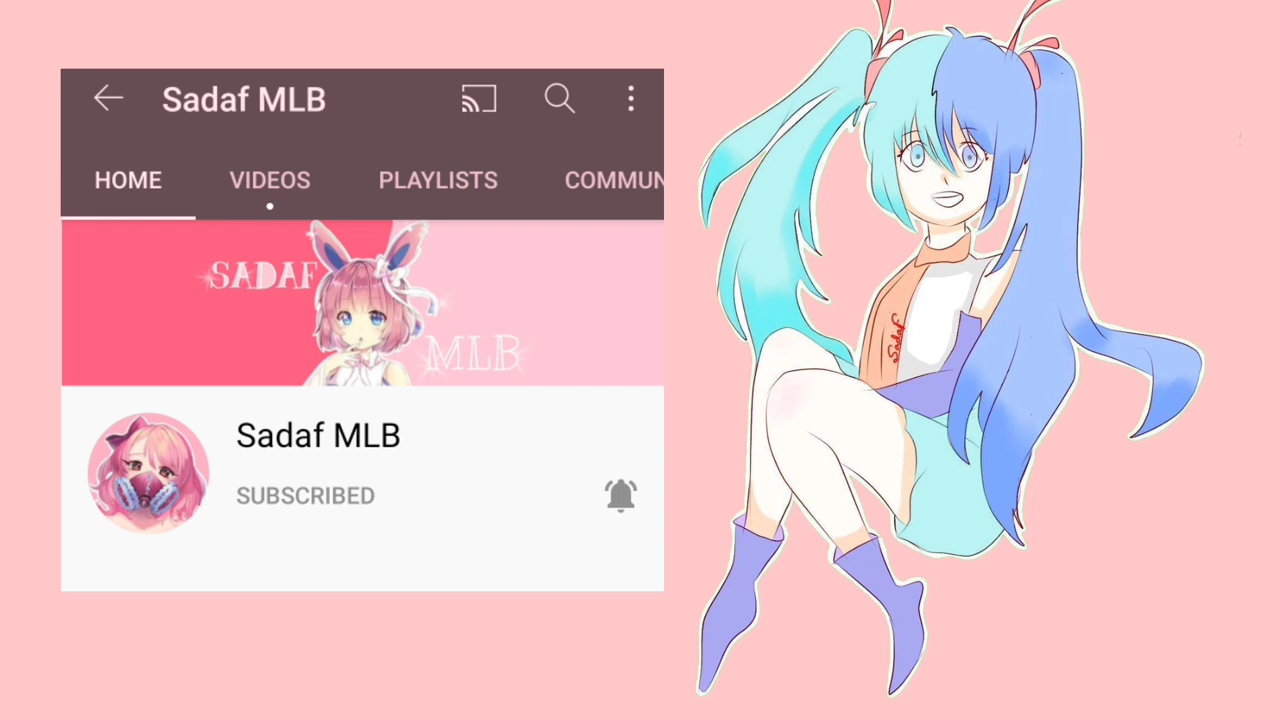 Sadaf MLB
HOME VIDEOS PLAYLISTS COMMUN
SADAF
MLB
Sadaf MLB
SUBSCRIBED
Sadaf